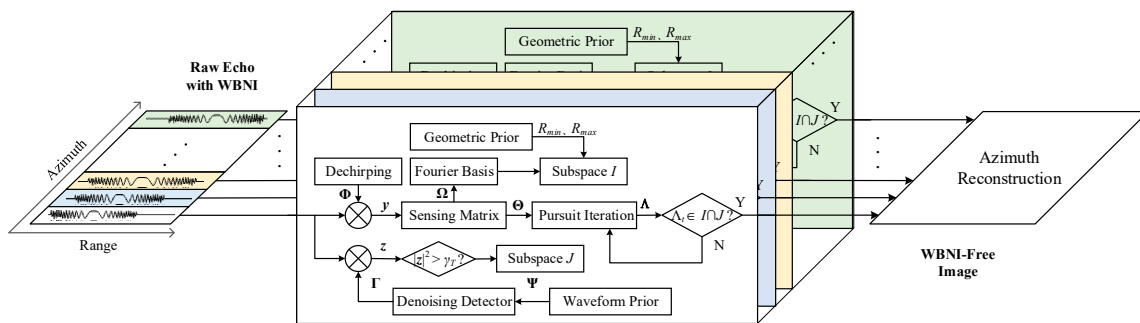 Geometric Prior
R_min、R_max
Raw Echo
with WBNI
I∩J ?
Y
N
Geometric Prior
R_min、R_max
Azimuth
Dechirping
Fourier Basis
Subspace I
Φ
Ω
y
Sensing Matrix
Θ
Pursuit Iteration
Λ
Λ_t ∈ I∩J ?
Y
N
Y
Y
Azimuth
Reconstruction
Range
z
|z|² > γ_T ?
Subspace J
WBNI-Free
Image
Γ
Ψ
Denoising Detector
Waveform Prior